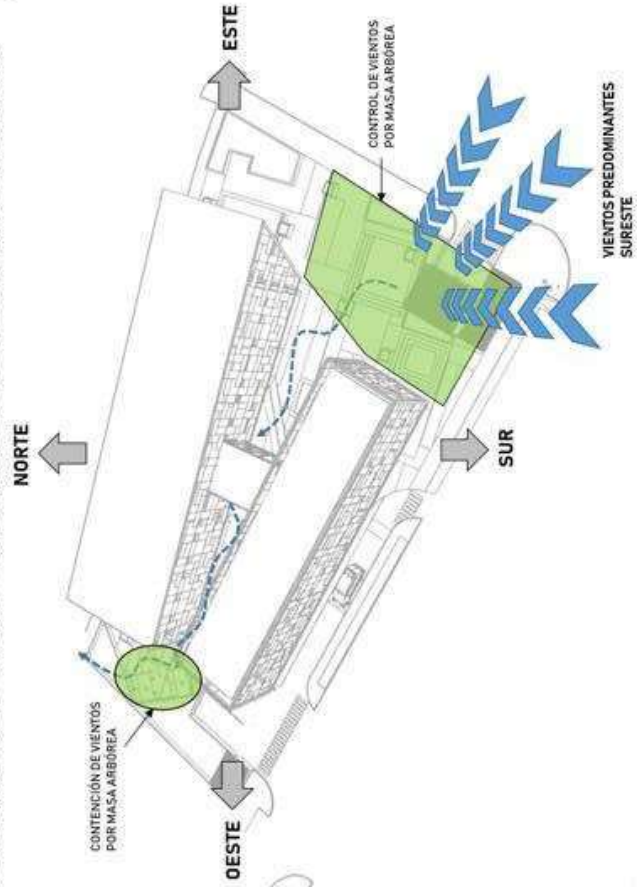 NORTE
ESTE
CONTROL DE VIENTOS
POR MASA ARBÓREA
CONTENCIÓN DE VIENTOS
POR MASA ARBÓREA
OESTE
SUR
VIENTOS PREDOMINANTES
SURESTE